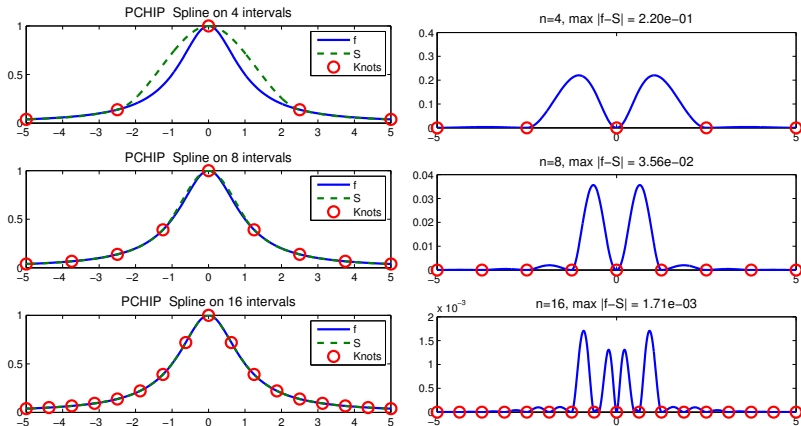 PCHIP Spline on 4 intervals
1
0.5
0
−5 −4 −3 −2 −1 0 1 2 3 4 5
f
S
Knots
n=4, max |f−S| = 2.20e−01
0.4
0.3
0.2
0.1
0
−5 0 5
PCHIP Spline on 8 intervals
1
0.5
0
−5 −4 −3 −2 −1 0 1 2 3 4 5
f
S
Knots
n=8, max |f−S| = 3.56e−02
0.04
0.03
0.02
0.01
0
−5 0 5
PCHIP Spline on 16 intervals
1
0.5
0
−5 −4 −3 −2 −1 0 1 2 3 4 5
f
S
Knots
x 10⁻³
n=16, max |f−S| = 1.71e−03
2
1.5
1
0.5
0
−5 0 5